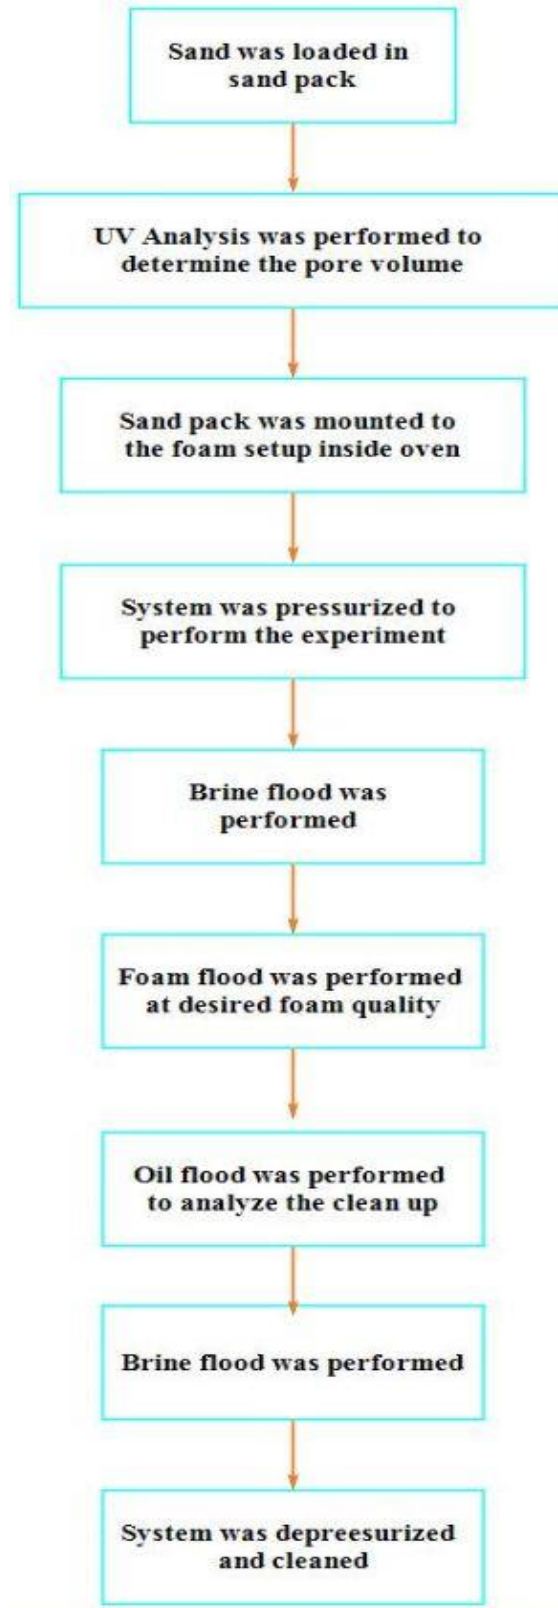 Sand was loaded in
sand pack
UV Analysis was performed to
determine the pore volume
Sand pack was mounted to
the foam setup inside oven
System was pressurized to
perform the experiment
Brine flood was
performed
Foam flood was performed
at desired foam quality
Oil flood was performed
to analyze the clean up
Brine flood was performed
System was depreesurized
and cleaned